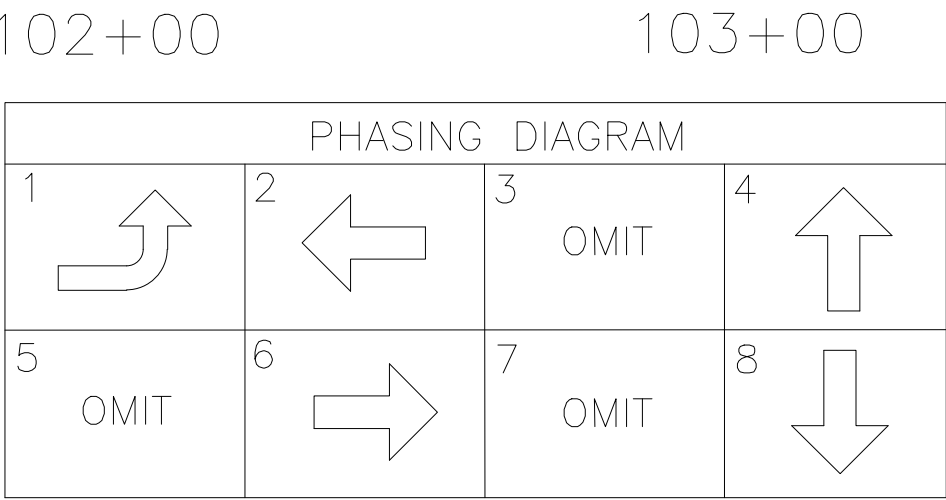 102+00 103+00
PHASING DIAGRAM
1 2 3 4
OMIT
5 6 7 8
OMIT OMIT